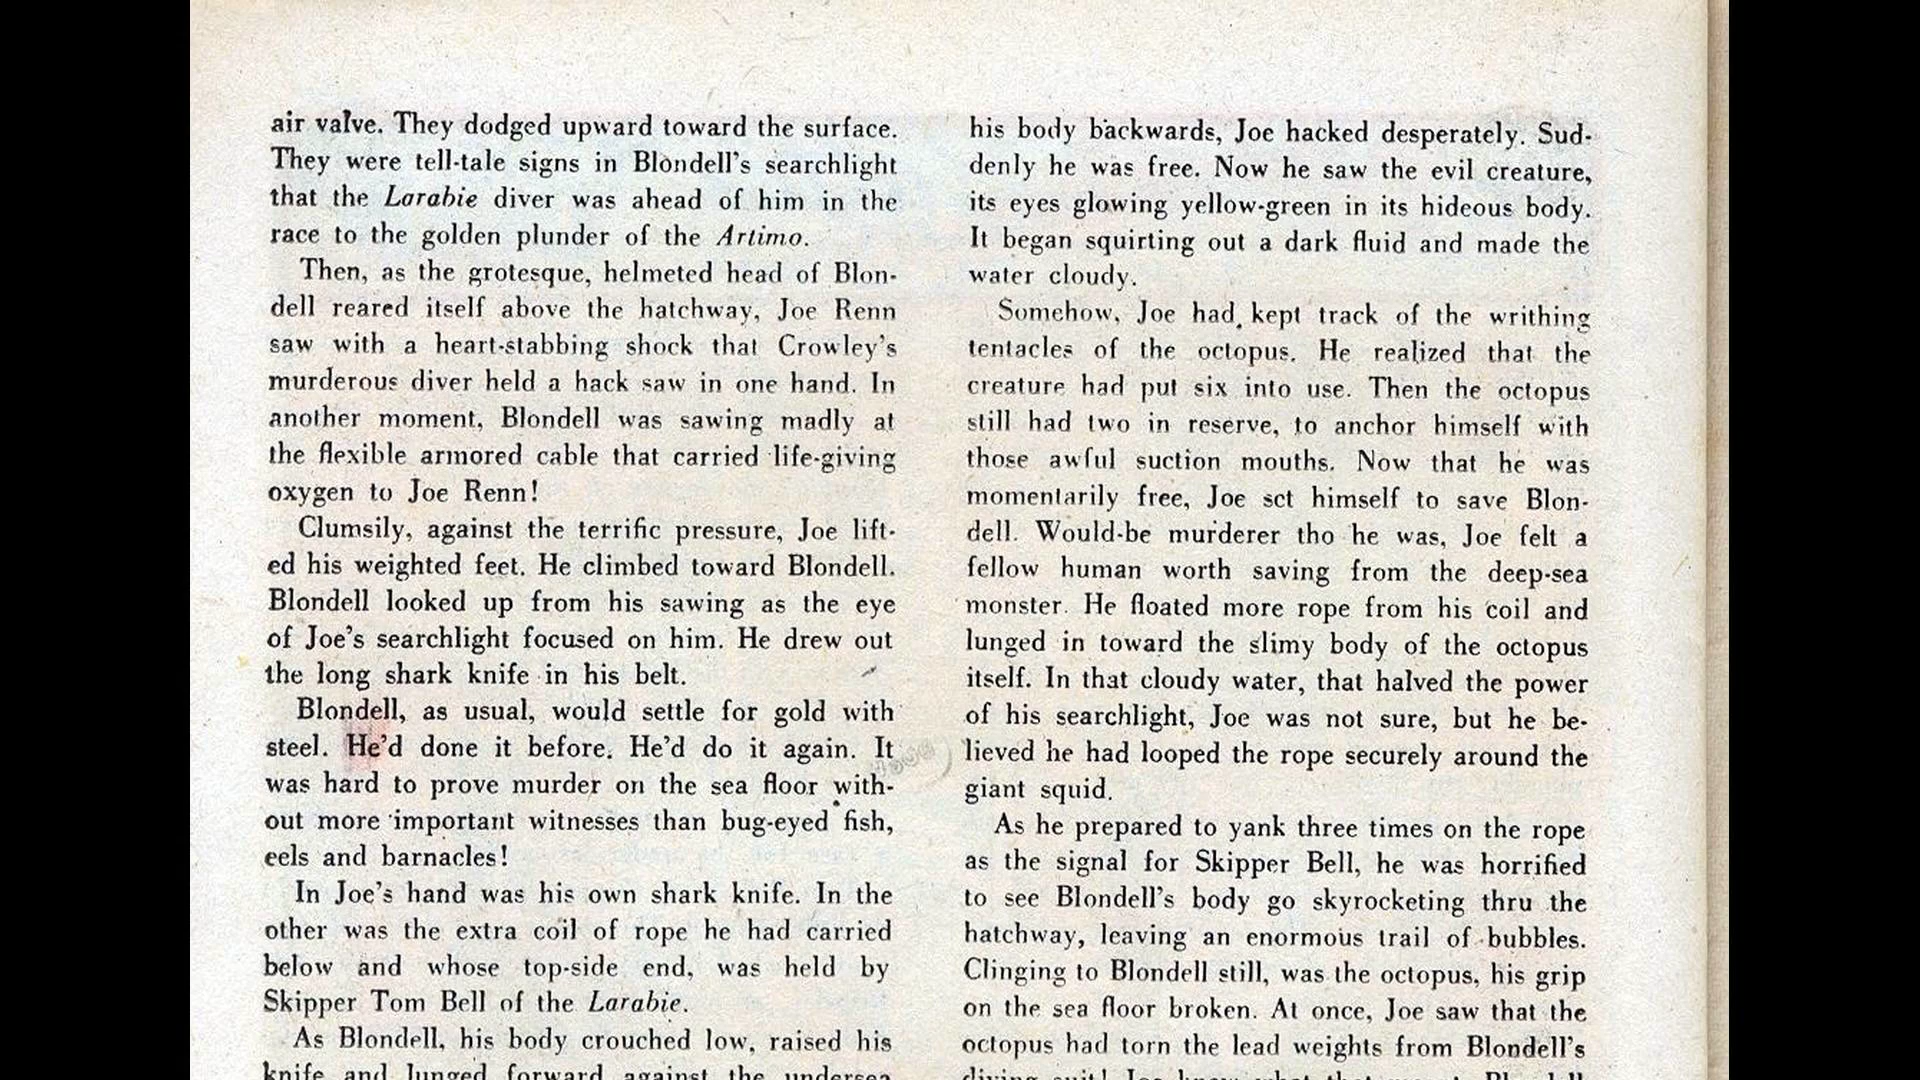 air valve. They dodged upward toward the surface.
They were tell-tale signs in Blondell's searchlight
that the Larabie diver was ahead of him in the
race to the golden plunder of the Artimo.
Then, as the grotesque, helmeted head of Blon-
dell reared itself above the hatchway, Joe Renn
saw with a heart-stabbing shock that Crowley's
murderous diver held a hack saw in one hand. In
another moment, Blondell was sawing madly at
the flexible armored cable that carried life-giving
oxygen to Joe Renn!
Clumsily, against the terrific pressure, Joe lift-
ed his weighted feet. He climbed toward Blondell.
Blondell looked up from his sawing as the eye
of Joe's searchlight focused on him. He drew out
the long shark knife in his belt.
Blondell, as usual, would settle for gold with
steel. He'd done it before. He'd do it again. It
was hard to prove murder on the sea floor with-
out more important witnesses than bug-eyed fish,
eels and barnacles!
In Joe's hand was his own shark knife. In the
other was the extra coil of rope he had carried
below and whose top-side end, was held by
Skipper Tom Bell of the Larabie.
As Blondell, his body crouched low, raised his
knife and lunged forward against the undersea
his body backwards, Joe hacked desperately. Sud-
denly he was free. Now he saw the evil creature,
its eyes glowing yellow-green in its hideous body.
It began squirting out a dark fluid and made the
water cloudy.
Somehow, Joe had kept track of the writhing
tentacles of the octopus. He realized that the
creature had put six into use. Then the octopus
still had two in reserve, to anchor himself with
those awful suction mouths. Now that he was
momentarily free, Joe set himself to save Blon-
dell. Would-be murderer tho he was, Joe felt a
fellow human worth saving from the deep-sea
monster. He floated more rope from his coil and
lunged in toward the slimy body of the octopus
itself. In that cloudy water, that halved the power
of his searchlight, Joe was not sure, but he be-
lieved he had looped the rope securely around the
giant squid.
As he prepared to yank three times on the rope
as the signal for Skipper Bell, he was horrified
to see Blondell's body go skyrocketing thru the
hatchway, leaving an enormous trail of bubbles.
Clinging to Blondell still, was the octopus, his grip
on the sea floor broken. At once, Joe saw that the
octopus had torn the lead weights from Blondell's